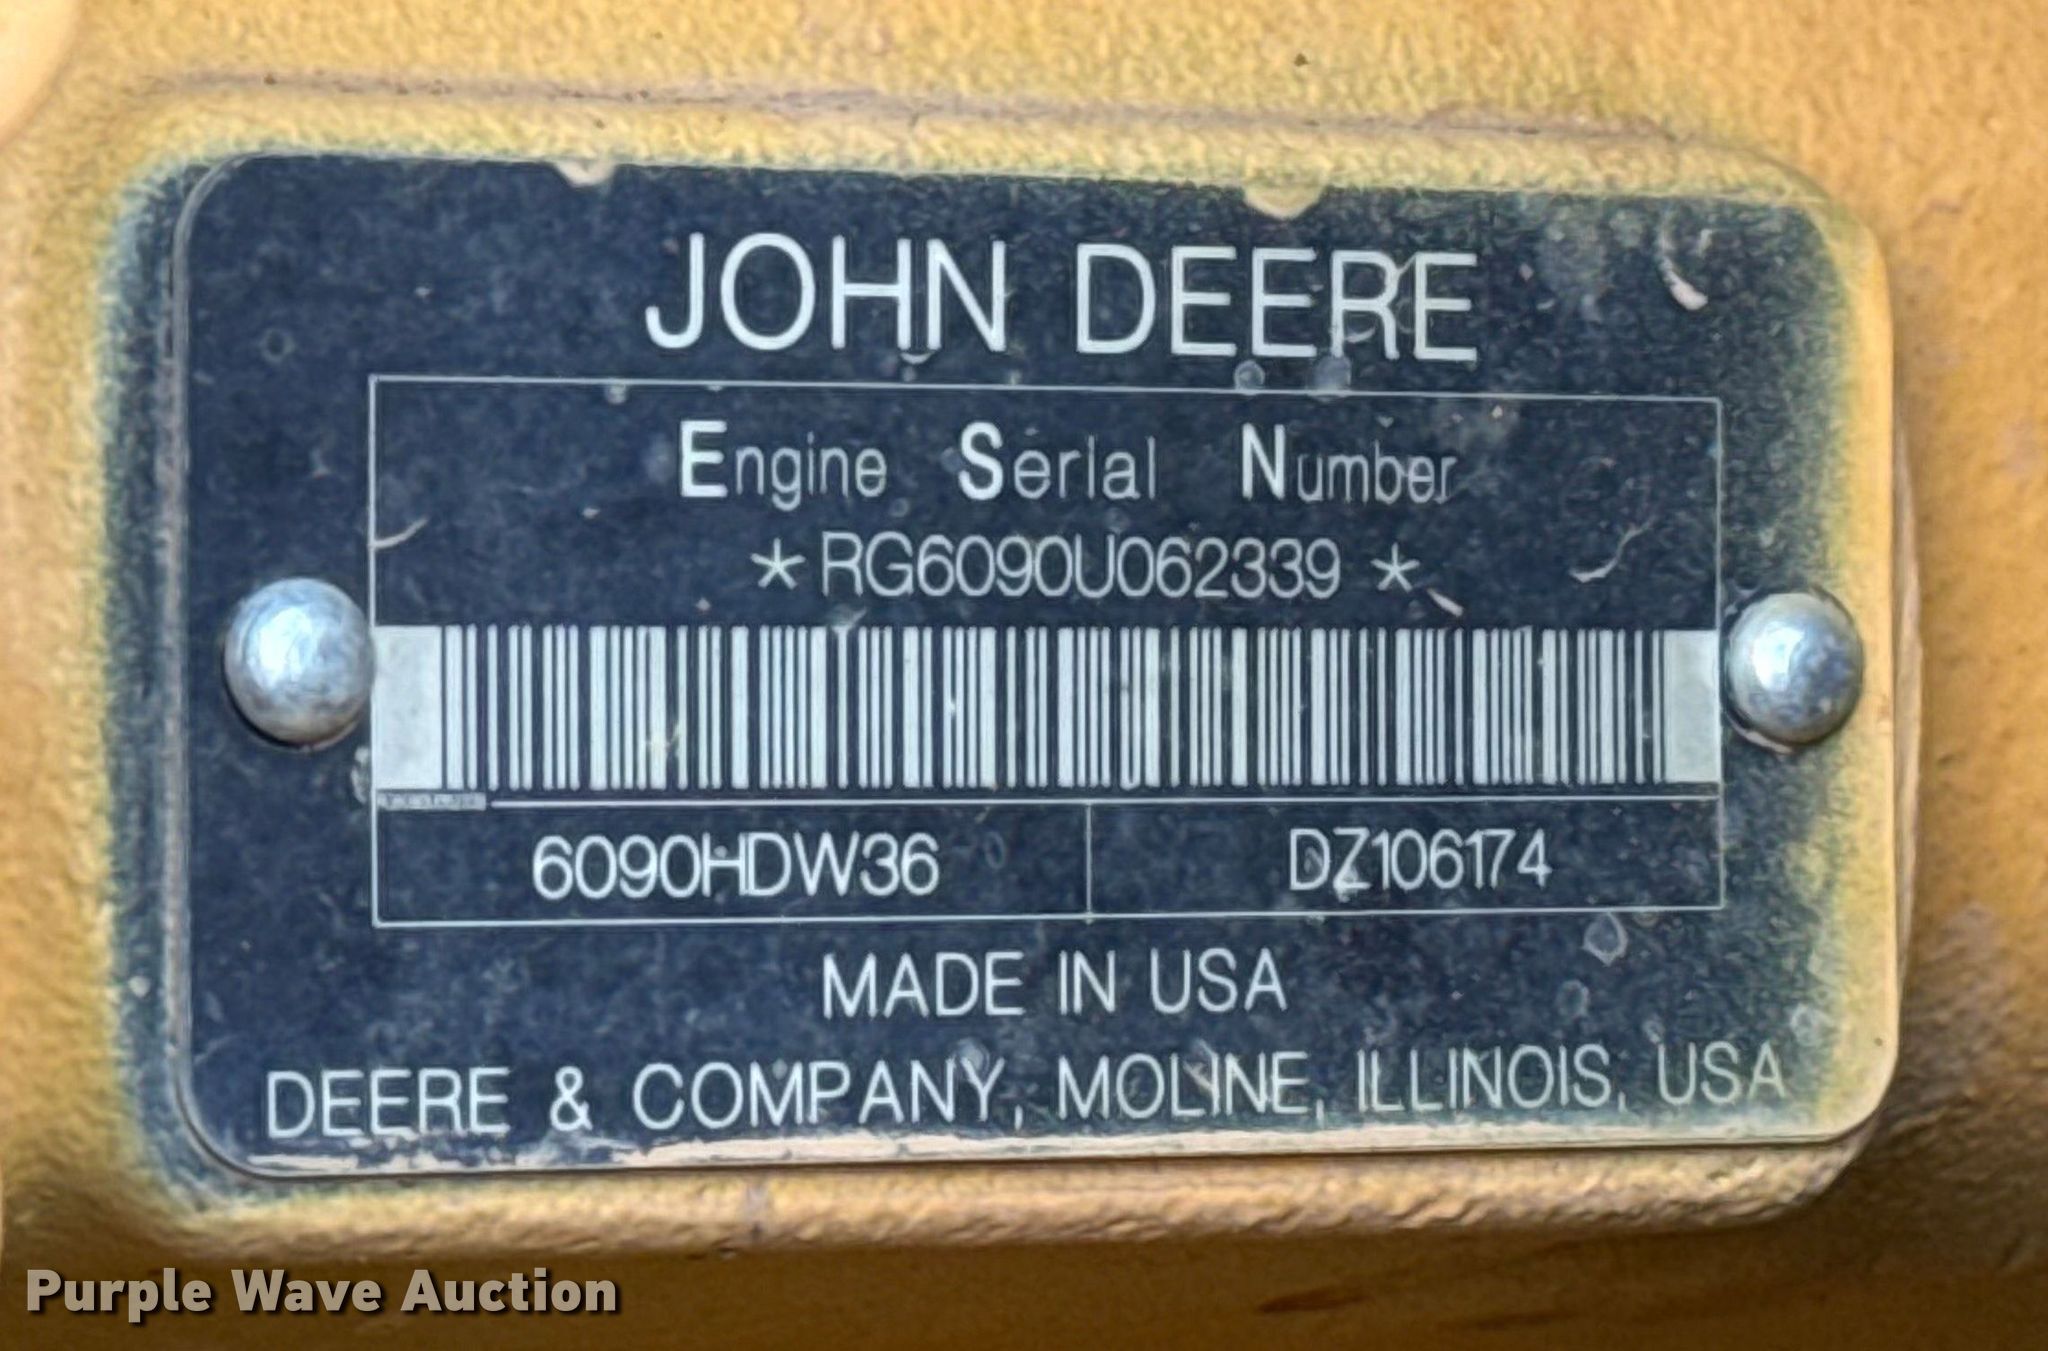 JOHN DEERE
Engine Serial Number
*RG6090U062339*
6090HDW36 DZ106174
MADE IN USA
DEERE & COMPANY, MOLINE, ILLINOIS, USA
Purple Wave Auction